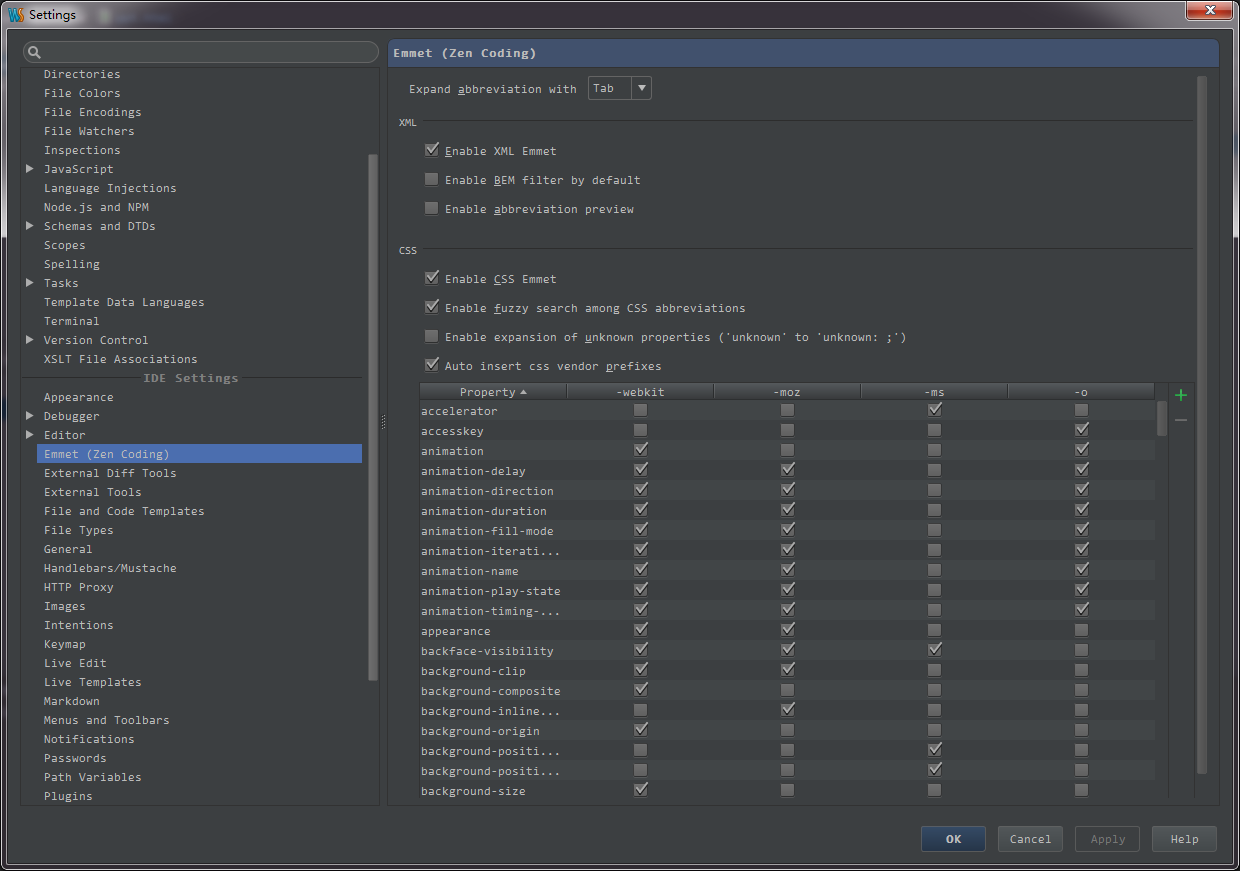 WS Settings
Directories
File Colors
File Encodings
File Watchers
Inspections
JavaScript
Language Injections
Node.js and NPM
Schemas and DTDs
Scopes
Spelling
Tasks
Template Data Languages
Terminal
Version Control
XSLT File Associations
IDE Settings
Appearance
Debugger
Editor
Emmet (Zen Coding)
External Diff Tools
External Tools
File and Code Templates
File Types
General
Handlebars/Mustache
HTTP Proxy
Images
Intentions
Keymap
Live Edit
Live Templates
Markdown
Menus and Toolbars
Notifications
Passwords
Path Variables
Plugins
Emmet (Zen Coding)
Expand abbreviation with Tab
XML
Enable XML Emmet
Enable BEM filter by default
Enable abbreviation preview
CSS
Enable CSS Emmet
Enable fuzzy search among CSS abbreviations
Enable expansion of unknown properties ('unknown' to 'unknown: ;')
Auto insert css vendor prefixes
Property -webkit -moz -ms -o
accelerator
accesskey
animation
animation-delay
animation-direction
animation-duration
animation-fill-mode
animation-iterati...
animation-name
animation-play-state
animation-timing-...
appearance
backface-visibility
background-clip
background-composite
background-inline...
background-origin
background-positi...
background-positi...
background-size
OK Cancel Apply Help